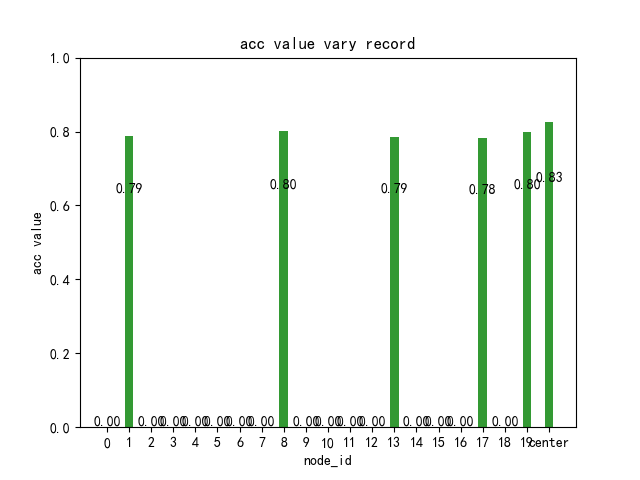 acc value vary record
1.0
0.8
0.6
0.4
0.2
0.0
acc value
0.83
0.79 0.80 0.79 0.78 0.80
0.00 0.00 0.00 0.00 0.00 0.00 0.00 0.00 0.00 0.00 0.00 0.00 0.00 0.00 0.00
0 1 2 3 4 5 6 7 8 9 10 11 12 13 14 15 16 17 18 19 center
node_id